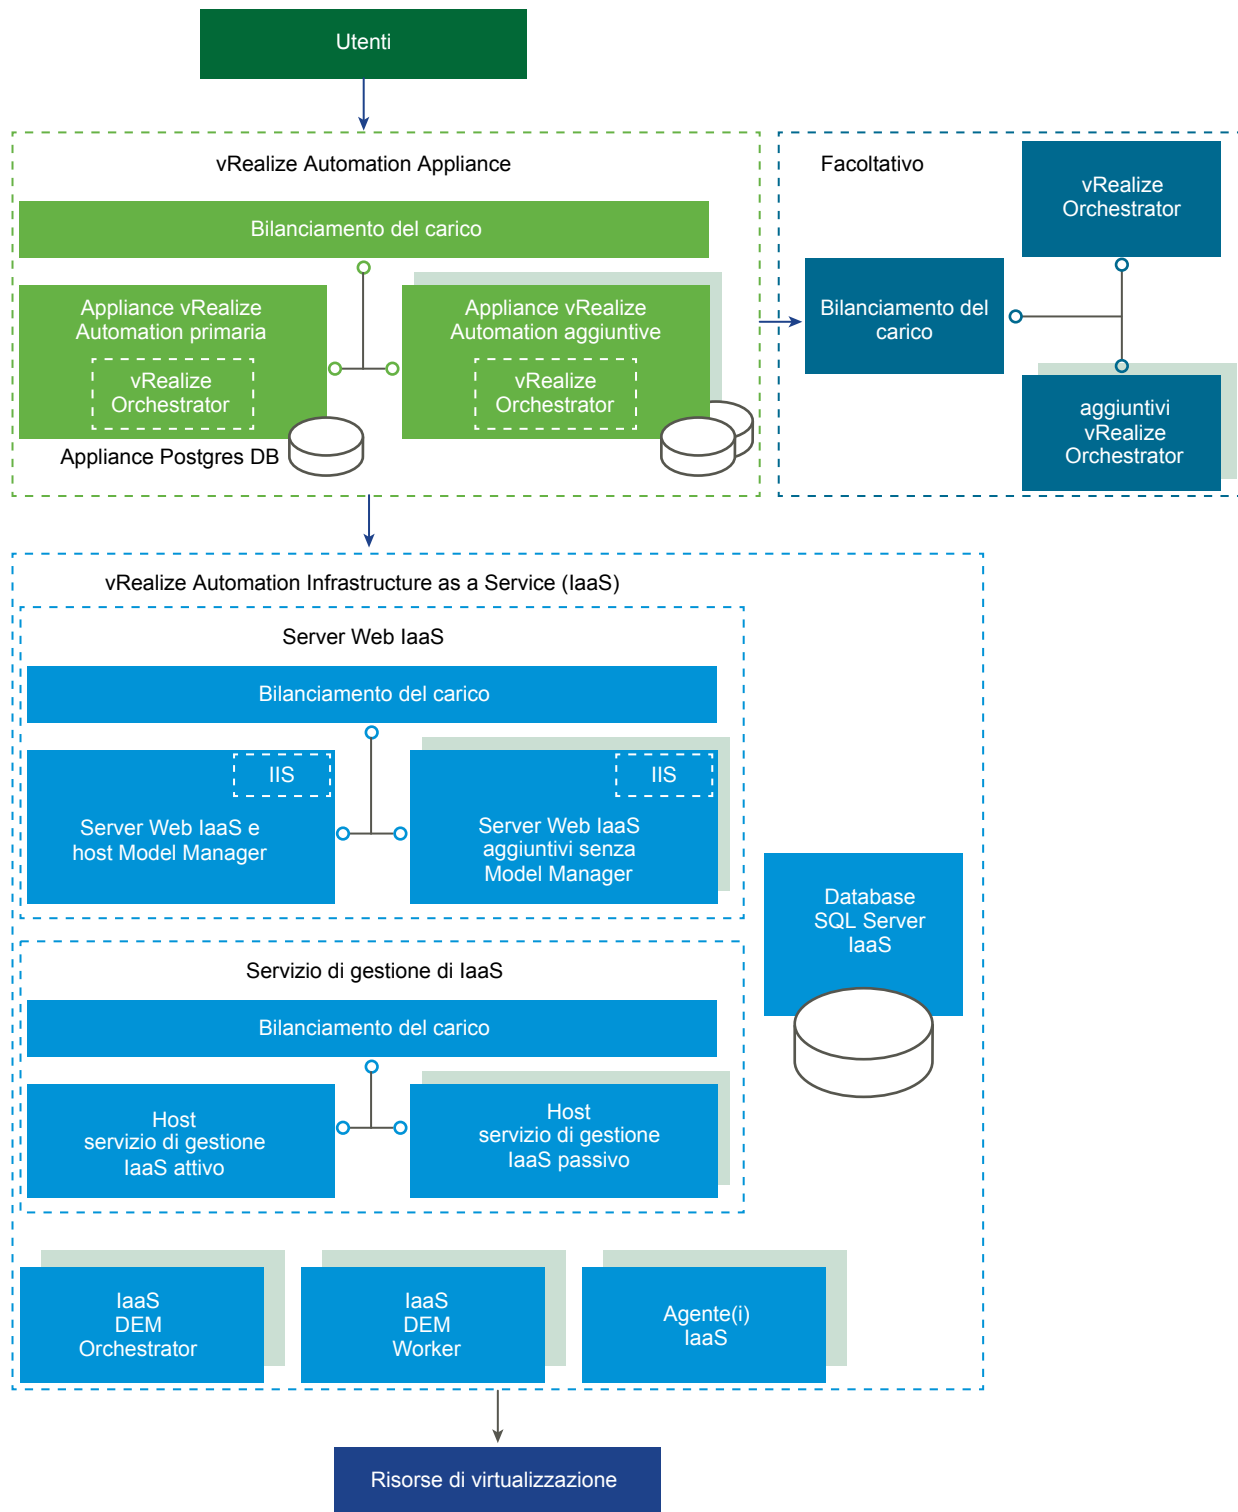 Utenti
vRealize Automation Appliance
Bilanciamento del carico
Appliance vRealize
Automation primaria
vRealize
Orchestrator
Appliance vRealize
Automation aggiuntive
vRealize
Orchestrator
Appliance Postgres DB
Facoltativo
vRealize
Orchestrator
Bilanciamento del
carico
aggiuntivi
vRealize
Orchestrator
vRealize Automation Infrastructure as a Service (IaaS)
Server Web IaaS
Bilanciamento del carico
IIS
Server Web IaaS e
host Model Manager
IIS
Server Web IaaS
aggiuntivi senza
Model Manager
Database
SQL Server
IaaS
Servizio di gestione di IaaS
Bilanciamento del carico
Host
servizio di gestione
IaaS attivo
Host
servizio di gestione
IaaS passivo
IaaS
DEM
Orchestrator
IaaS
DEM
Worker
Agente(i)
IaaS
Risorse di virtualizzazione